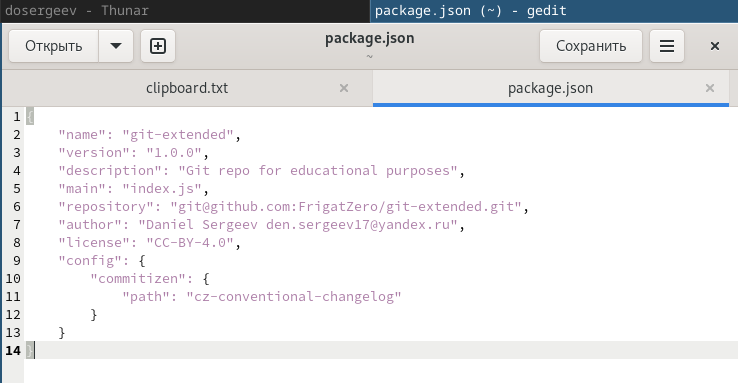 dosergeev - Thunar
package.json (~) - gedit
Открыть
package.json
~
Сохранить
clipboard.txt
package.json
1 {
2 "name": "git-extended",
3 "version": "1.0.0",
4 "description": "Git repo for educational purposes",
5 "main": "index.js",
6 "repository": "git@github.com:FrigatZero/git-extended.git",
7 "author": "Daniel Sergeev den.sergeev17@yandex.ru",
8 "license": "CC-BY-4.0",
9 "config": {
10 "commitizen": {
11 "path": "cz-conventional-changelog"
12 }
13 }
14 }